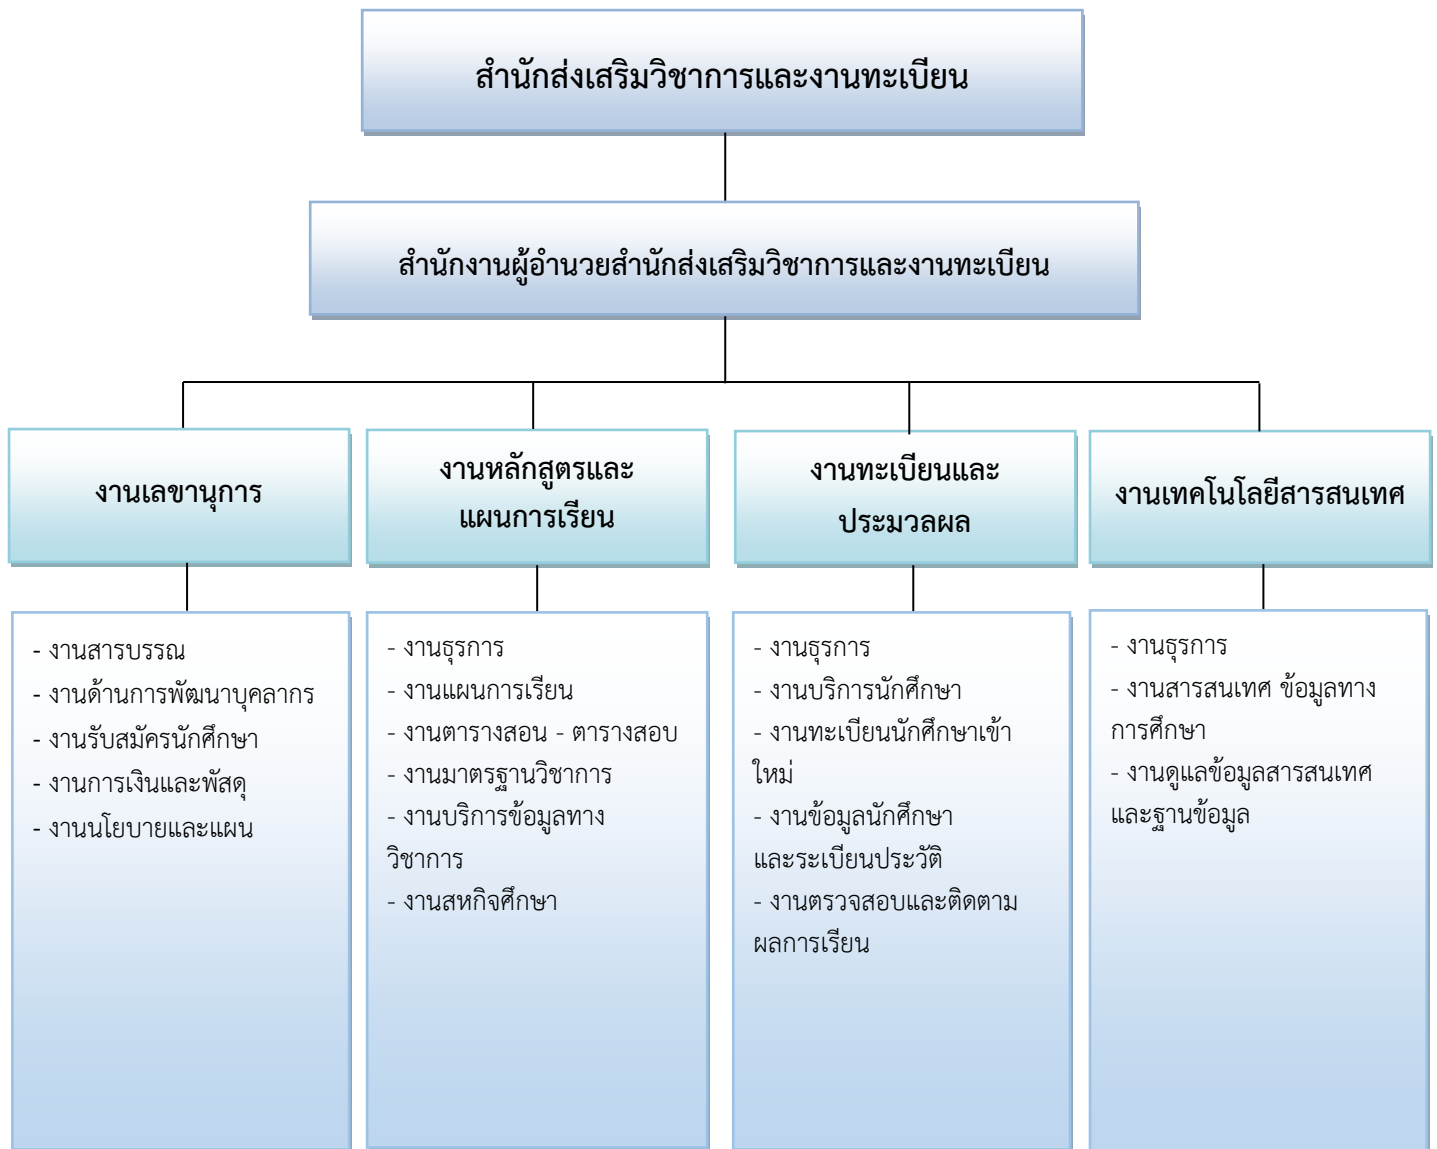 สำนักส่งเสริมวิชาการและงานทะเบียน
สำนักงานผู้อำนวยสำนักส่งเสริมวิชาการและงานทะเบียน
งานเลขานุการ
งานหลักสูตรและ
แผนการเรียน
งานทะเบียนและ
ประมวลผล
งานเทคโนโลยีสารสนเทศ
- งานสารบรรณ
- งานด้านการพัฒนาบุคลากร
- งานรับสมัครนักศึกษา
- งานการเงินและพัสดุ
- งานนโยบายและแผน
- งานธุรการ
- งานแผนการเรียน
- งานตารางสอน - ตารางสอบ
- งานมาตรฐานวิชาการ
- งานบริการข้อมูลทาง
วิชาการ
- งานสหกิจศึกษา
- งานธุรการ
- งานบริการนักศึกษา
- งานทะเบียนนักศึกษาเข้า
ใหม่
- งานข้อมูลนักศึกษา
และระเบียนประวัติ
- งานตรวจสอบและติดตาม
ผลการเรียน
- งานธุรการ
- งานสารสนเทศ ข้อมูลทาง
การศึกษา
- งานดูแลข้อมูลสารสนเทศ
และฐานข้อมูล